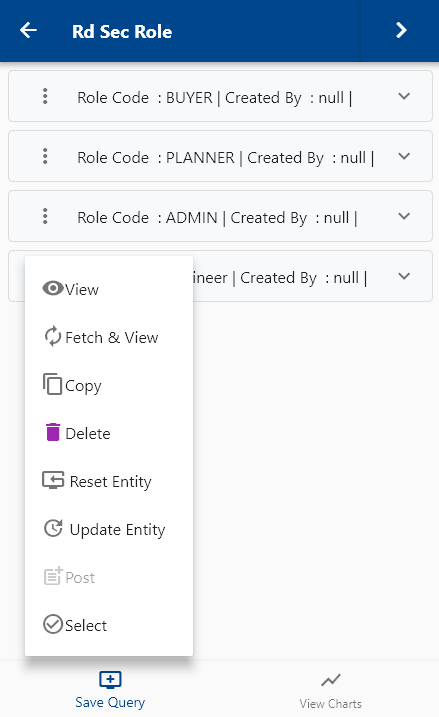 Rd Sec Role
Role Code : BUYER | Created By : null |
Role Code : PLANNER | Created By : null |
Role Code : ADMIN | Created By : null |
| Created By : null |
View
Fetch & View
Copy
Delete
Reset Entity
Update Entity
Post
Select
Save Query
View Charts